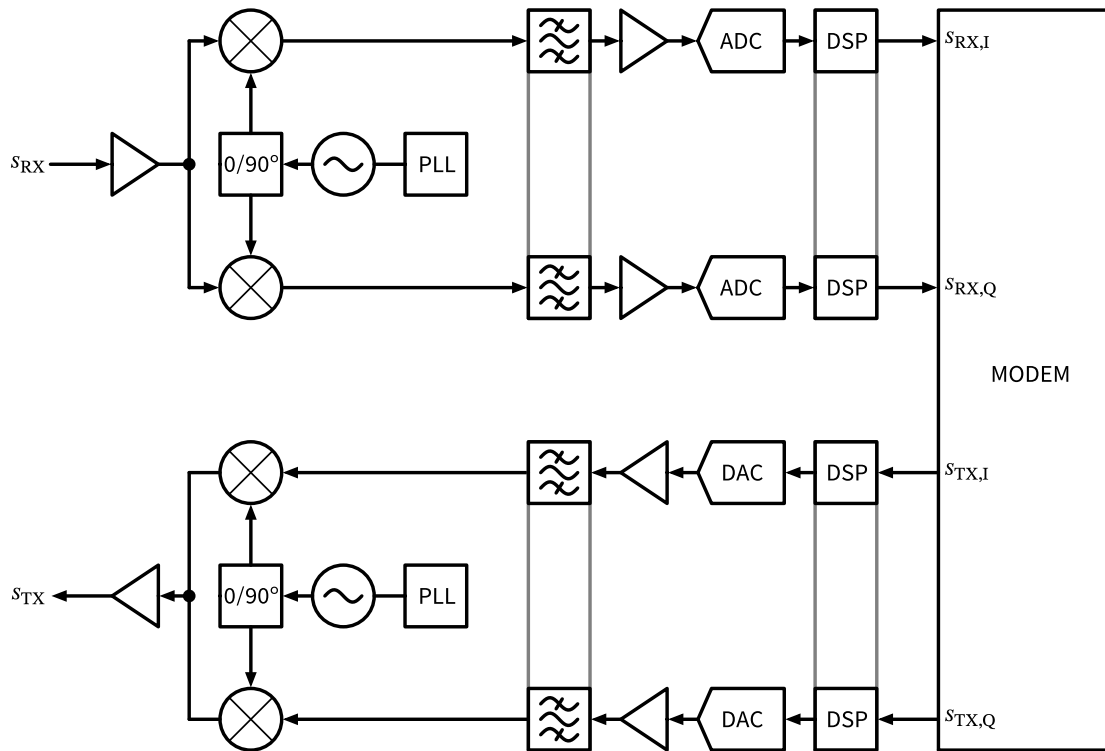 ADC DSP s_RX,I
s_RX 0/90° PLL
ADC DSP s_RX,Q
MODEM
DAC DSP s_TX,I
s_TX 0/90° PLL
DAC DSP s_TX,Q